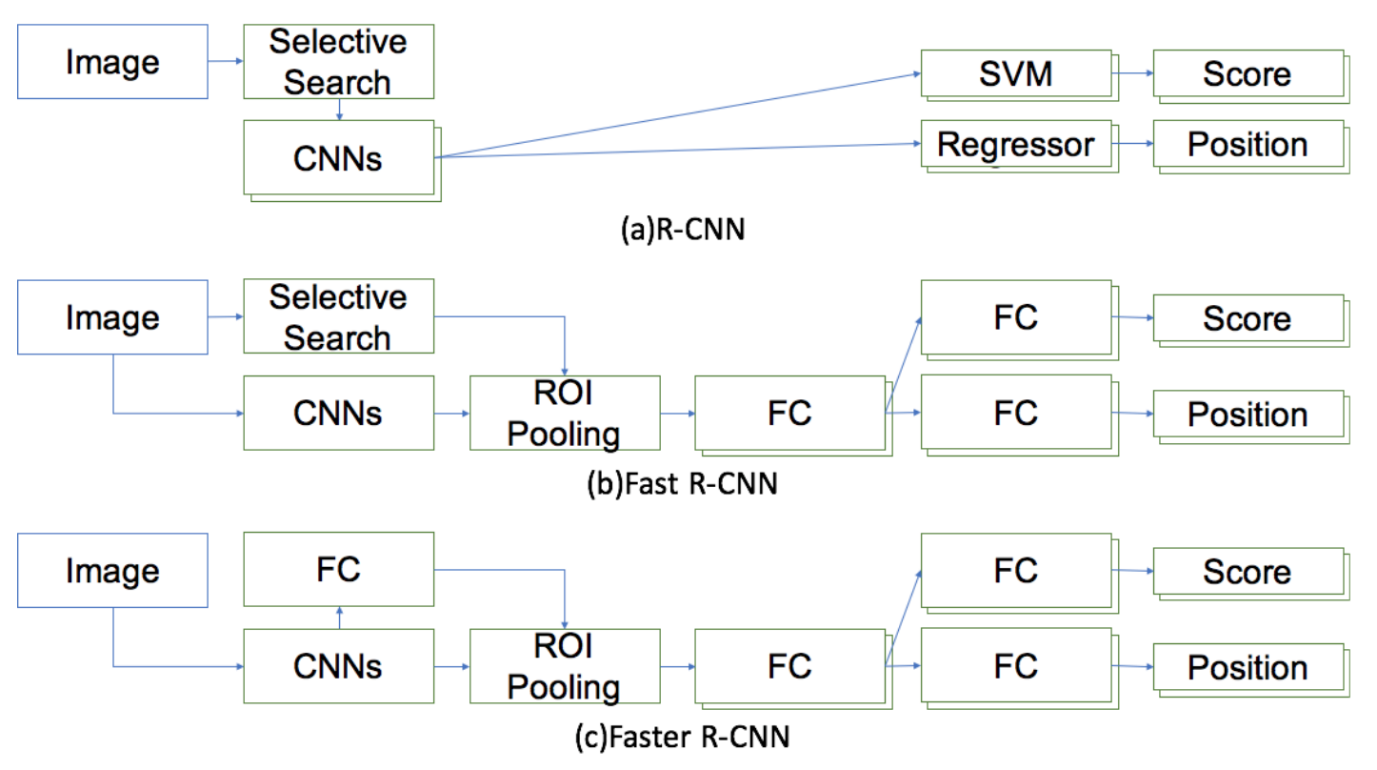 Image
Selective
Search
SVM
Score
CNNs
Regressor
Position
(a)R-CNN
Image
Selective
Search
FC
Score
CNNs
ROI
Pooling
FC
FC
Position
(b)Fast R-CNN
Image
FC
FC
Score
CNNs
ROI
Pooling
FC
FC
Position
(c)Faster R-CNN